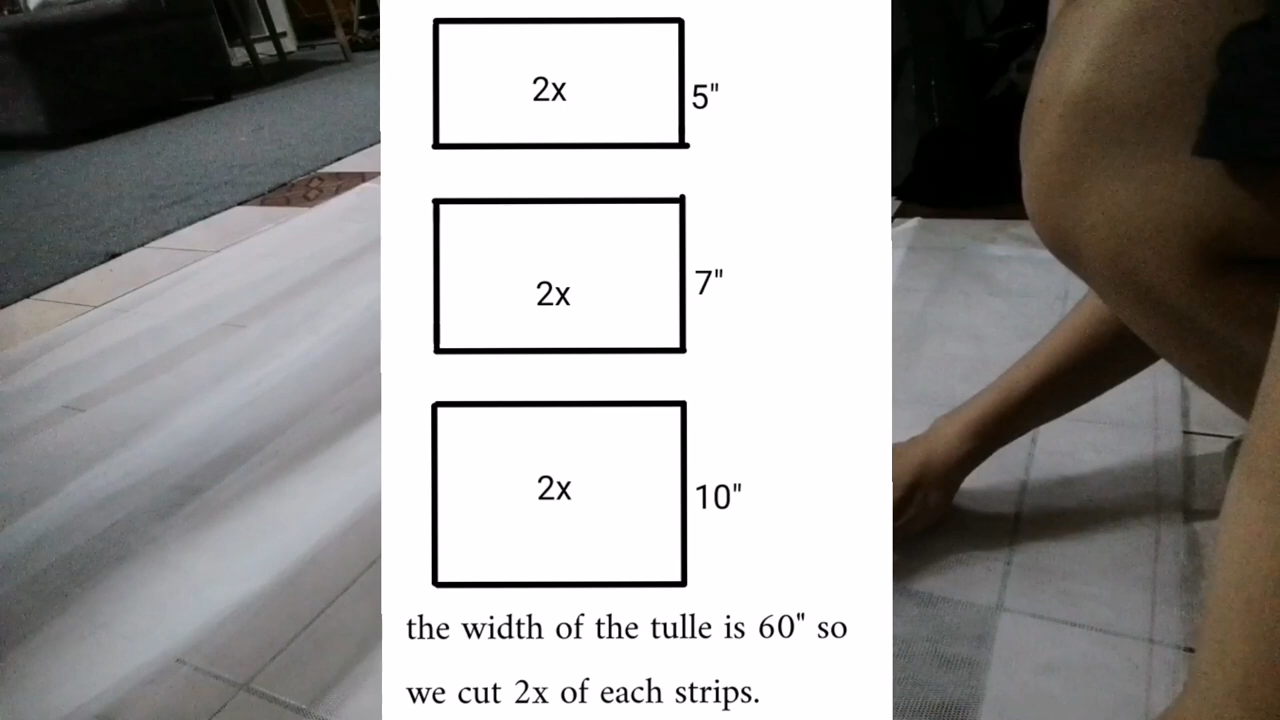 2x
5"
2x
7"
2x
10"
the width of the tulle is 60" so
we cut 2x of each strips.